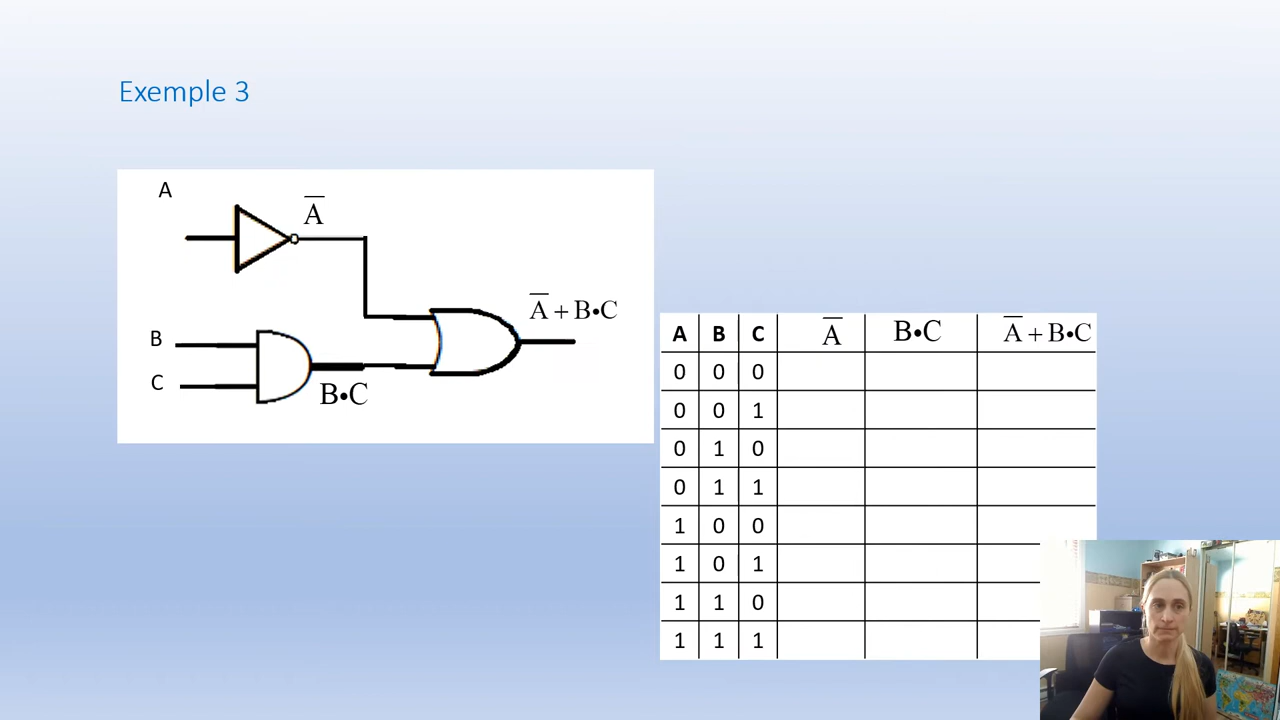 Exemple 3
A
A̅
B
C
B•C
A̅ + B•C
A B C A̅ B•C A̅ + B•C
0 0 0
0 0 1
0 1 0
0 1 1
1 0 0
1 0 1
1 1 0
1 1 1